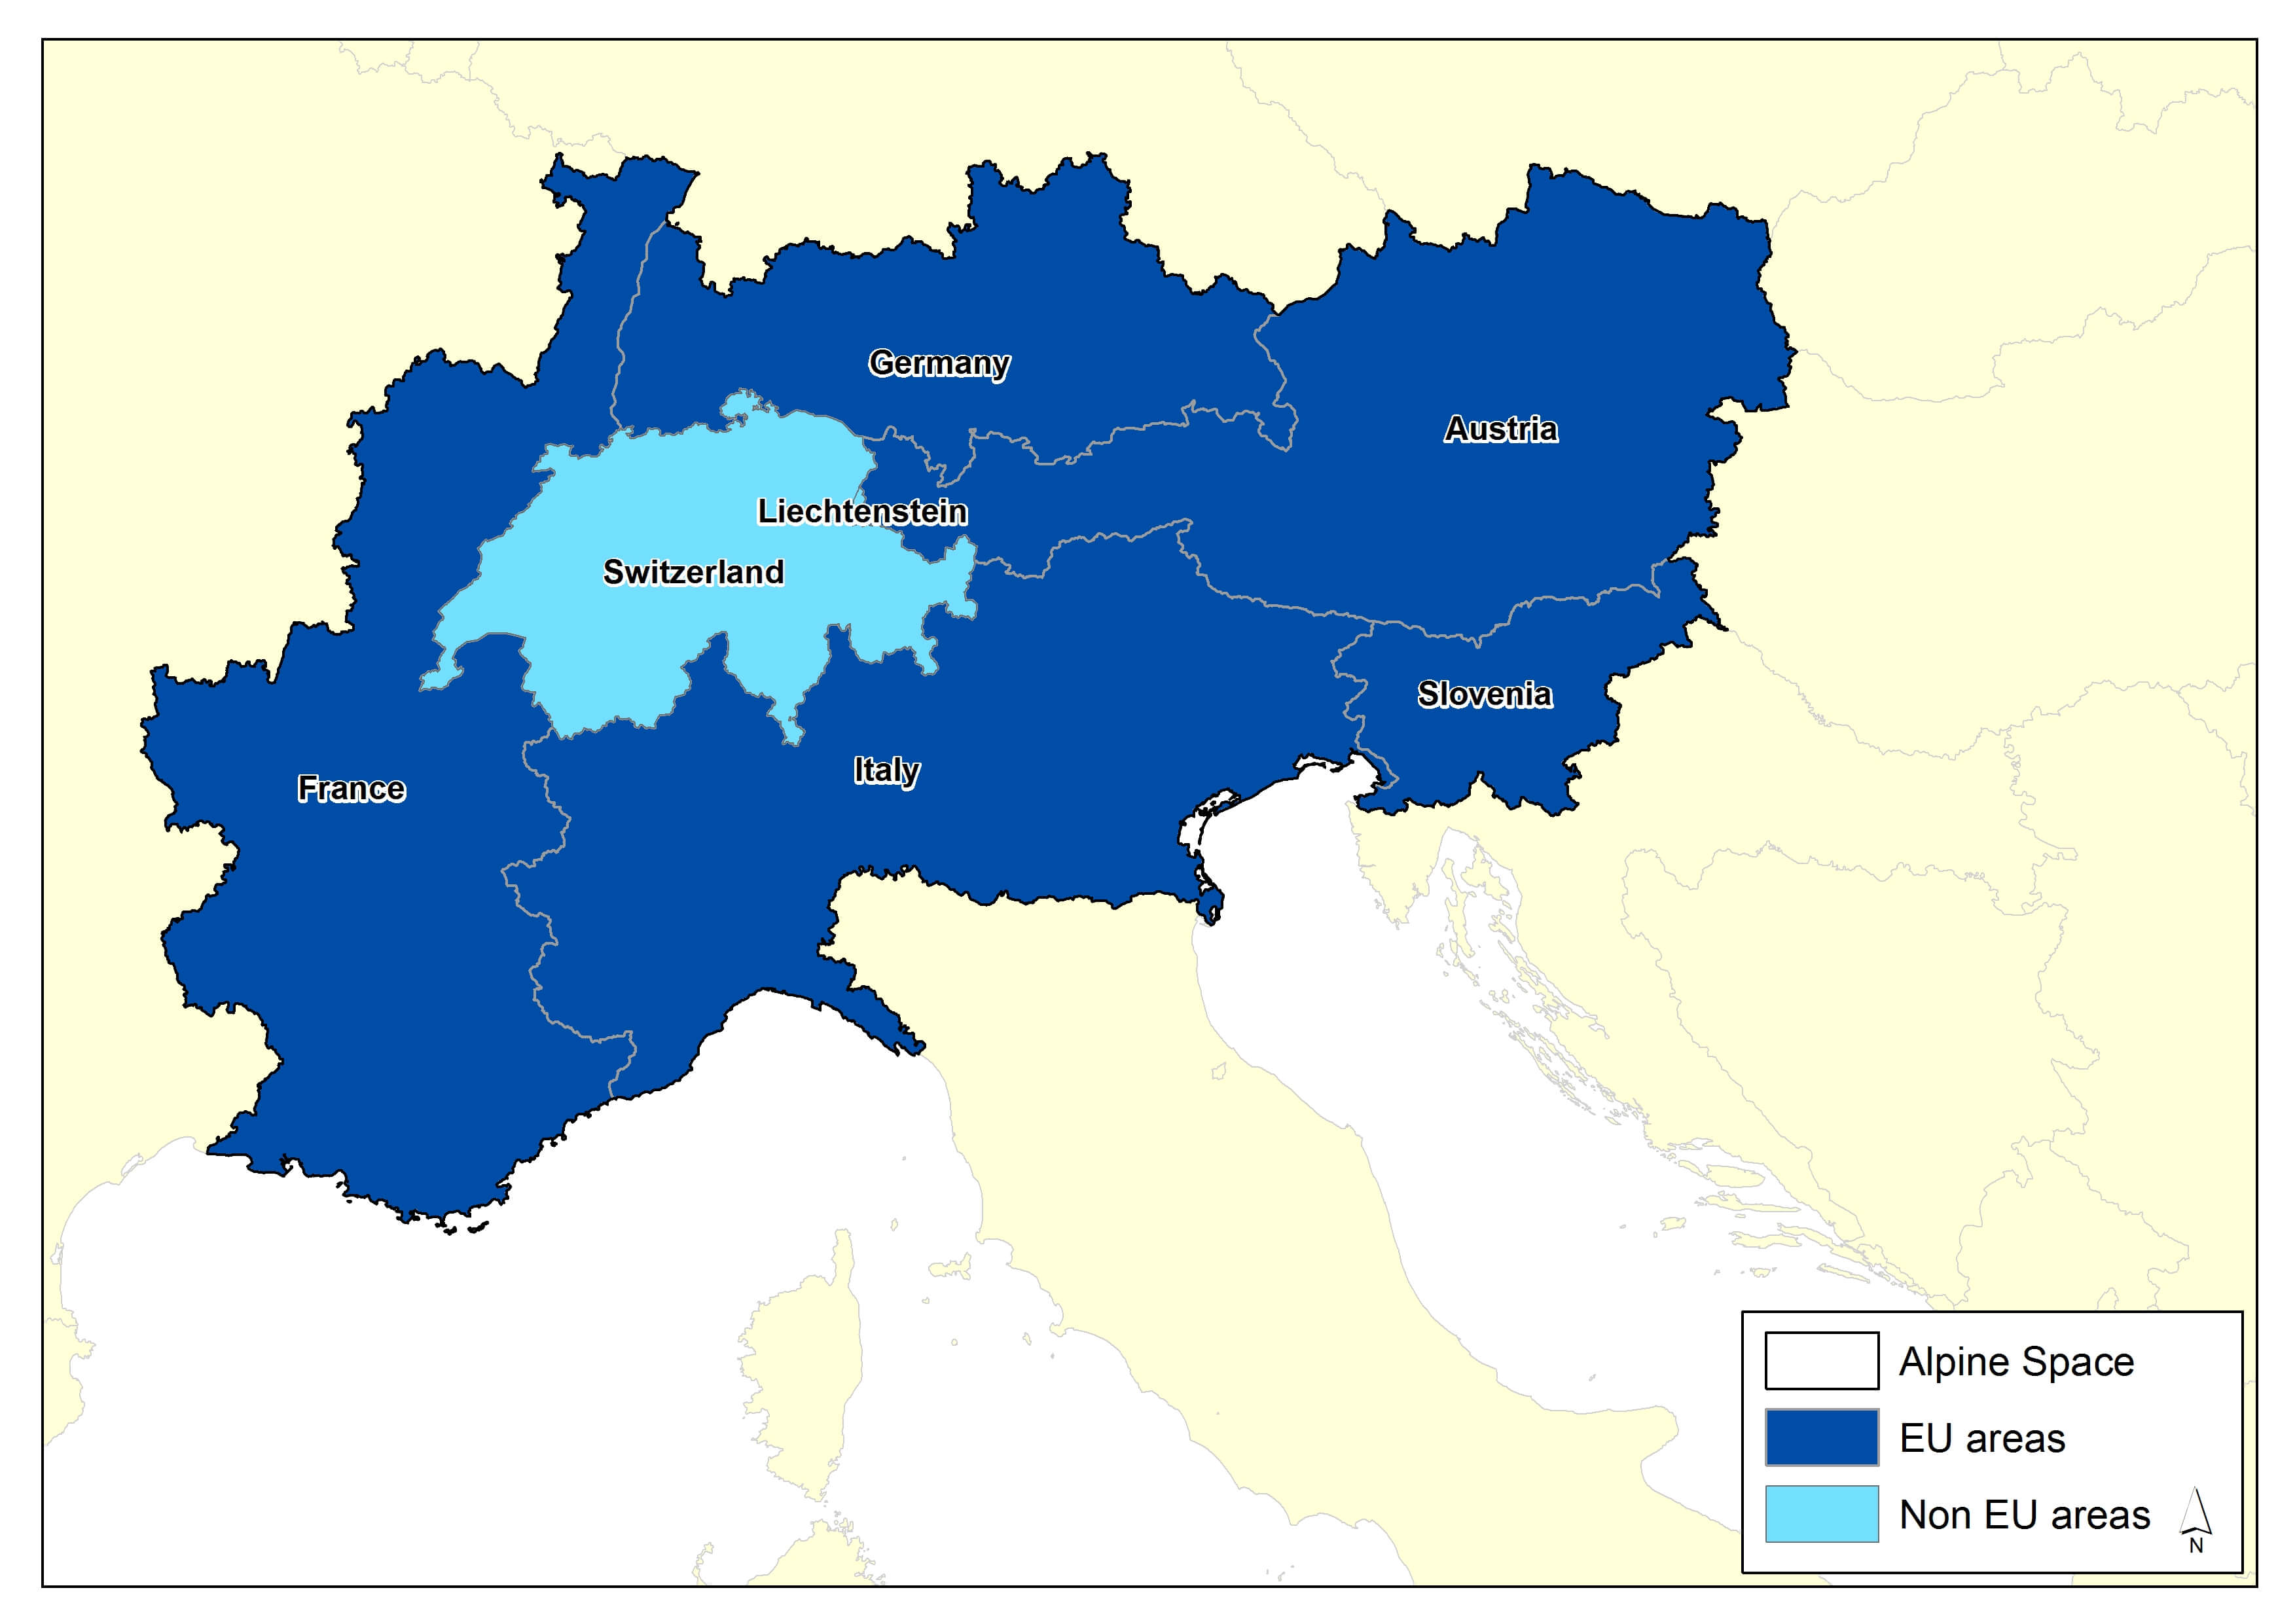 Germany
Austria
Liechtenstein
Switzerland
Slovenia
Italy
France
Alpine Space
EU areas
Non EU areas
N